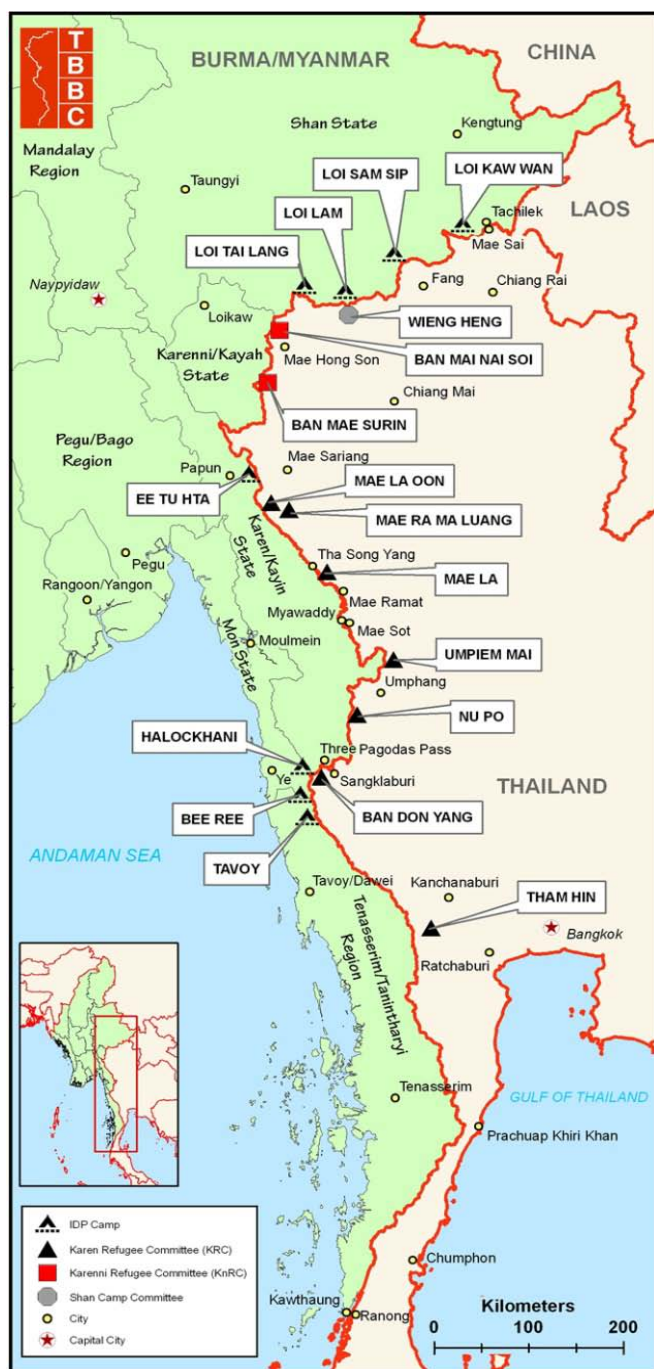 T
B
B
C
BURMA/MYANMAR
CHINA
Shan State
Kengtung
Mandalay
Region
LOI SAM SIP
LOI KAW WAN
Taungyi
LOI LAM
Tachilek
LAOS
Mae Sai
LOI TAI LANG
Naypyidaw
Fang
Chiang Rai
Loikaw
WIENG HENG
Karenni/Kayah
State
Mae Hong Son
BAN MAI NAI SOI
Chiang Mai
BAN MAE SURIN
Pegu/Bago
Region
Papun
Mae Sariang
MAE LA OON
EE TU HTA
MAE RA MA LUANG
Karen/Kayin
State
Pegu
Tha Song Yang
MAE LA
Rangoon/Yangon
Mae Ramat
Myawaddy
Mae Sot
Mon State
Moulmein
UMPIEM MAI
Umphang
NU PO
HALOCKHANI
Three Pagodas Pass
Ye
Sangklaburi
THAILAND
BEE REE
BAN DON YANG
ANDAMAN SEA
TAVOY
Tavoy/Dawei
Kanchanaburi
THAM HIN
Bangkok
Ratchaburi
Tenasserim/Tanintharyi
Region
Tenasserim
GULF OF THAILAND
Prachuap Khiri Khan
IDP Camp
Karen Refugee Committee (KRC)
Karenni Refugee Committee (KnRC)
Shan Camp Committee
City
Capital City
Chumphon
Kawthaung
Ranong
Kilometers
0 100 200